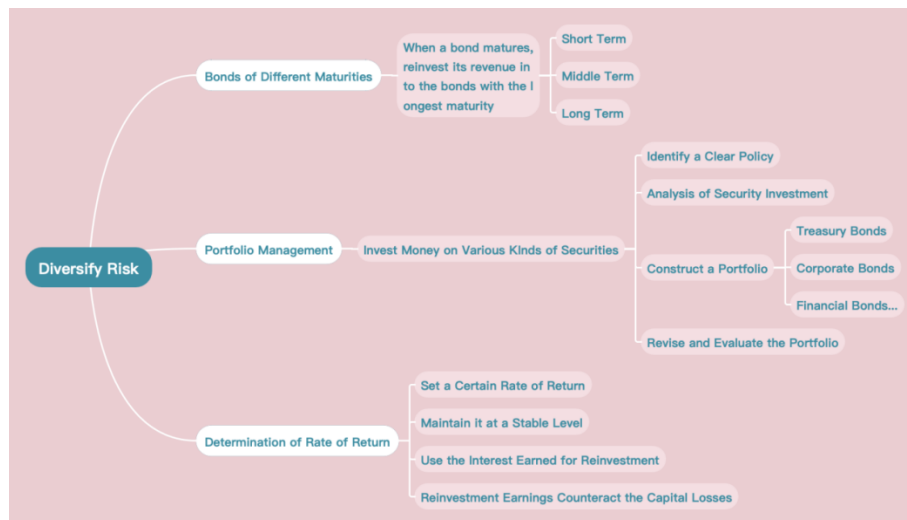 Diversify Risk
Bonds of Different Maturities
When a bond matures,
reinvest its revenue in
to the bonds with the l
ongest maturity
Short Term
Middle Term
Long Term
Portfolio Management
Invest Money on Various KInds of Securities
Identify a Clear Policy
Analysis of Security Investment
Construct a Portfolio
Treasury Bonds
Corporate Bonds
Financial Bonds...
Revise and Evaluate the Portfolio
Determination of Rate of Return
Set a Certain Rate of Return
Maintain it at a Stable Level
Use the Interest Earned for Reinvestment
Reinvestment Earnings Counteract the Capital Losses